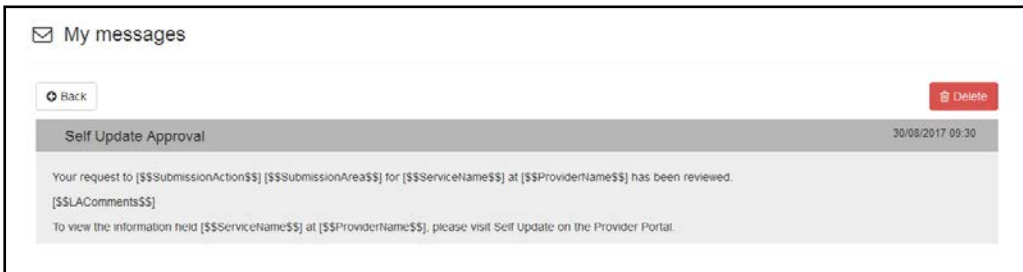 My messages
Back
Delete
Self Update Approval
30/08/2017 09:30
Your request to [$$SubmissionAction$$] [$$SubmissionArea$$] for [$$ServiceName$$] at [$$ProviderName$$] has been reviewed.
[$$LAComments$$]
To view the information held [$$ServiceName$$] at [$$ProviderName$$], please visit Self Update on the Provider Portal.